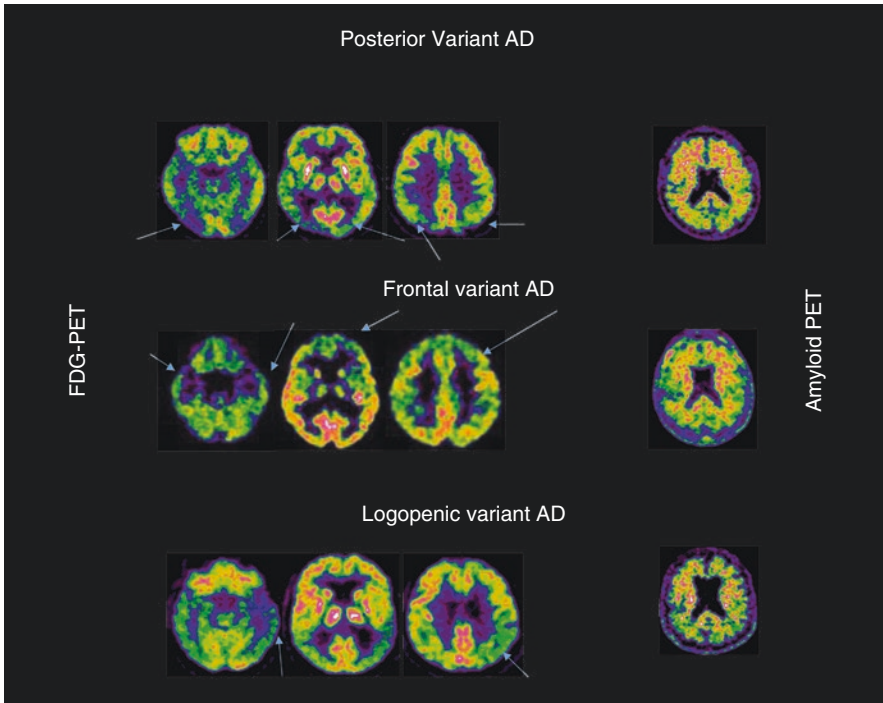 Posterior Variant AD
FDG-PET
Frontal variant AD
Amyloid PET
Logopenic variant AD